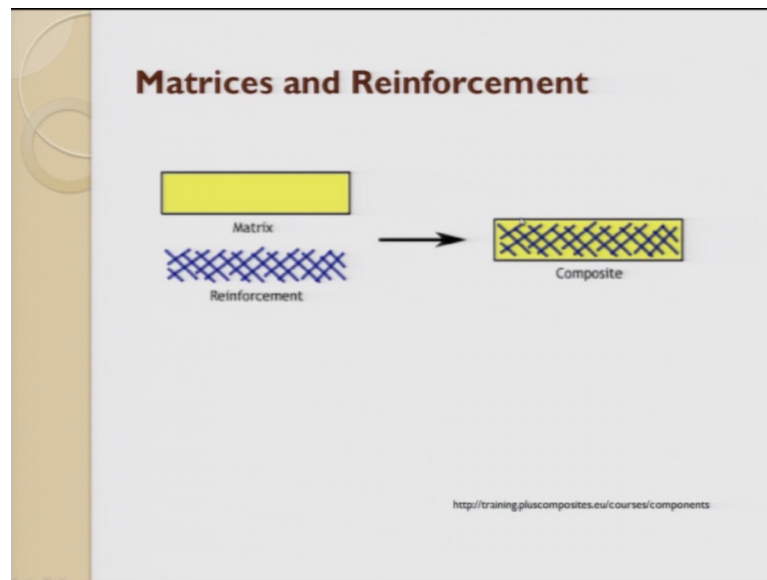 Matrices and Reinforcement
Matrix
Reinforcement
Composite
http://training.pluscomposites.eu/courses/components